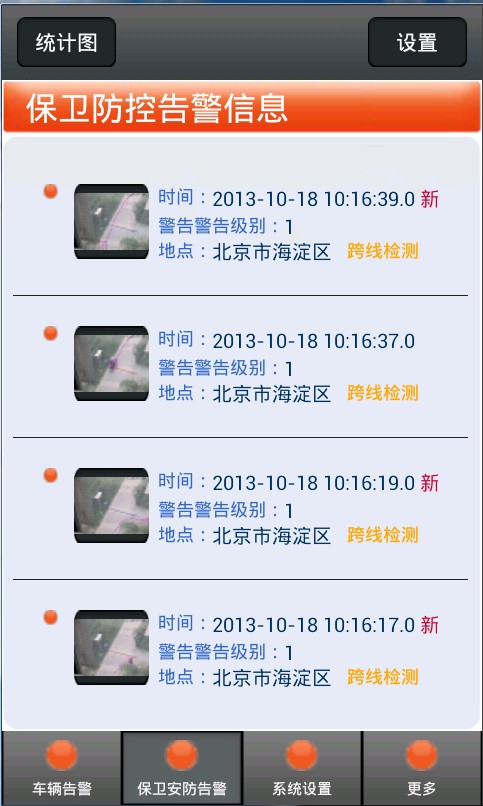 统计图 设置
保卫防控告警信息
时间：2013-10-18 10:16:39.0 新
警告警告级别：1
地点：北京市海淀区 跨线检测
时间：2013-10-18 10:16:37.0
警告警告级别：1
地点：北京市海淀区 跨线检测
时间：2013-10-18 10:16:19.0 新
警告警告级别：1
地点：北京市海淀区 跨线检测
时间：2013-10-18 10:16:17.0 新
警告警告级别：1
地点：北京市海淀区 跨线检测
车辆告警 保卫安防告警 系统设置 更多